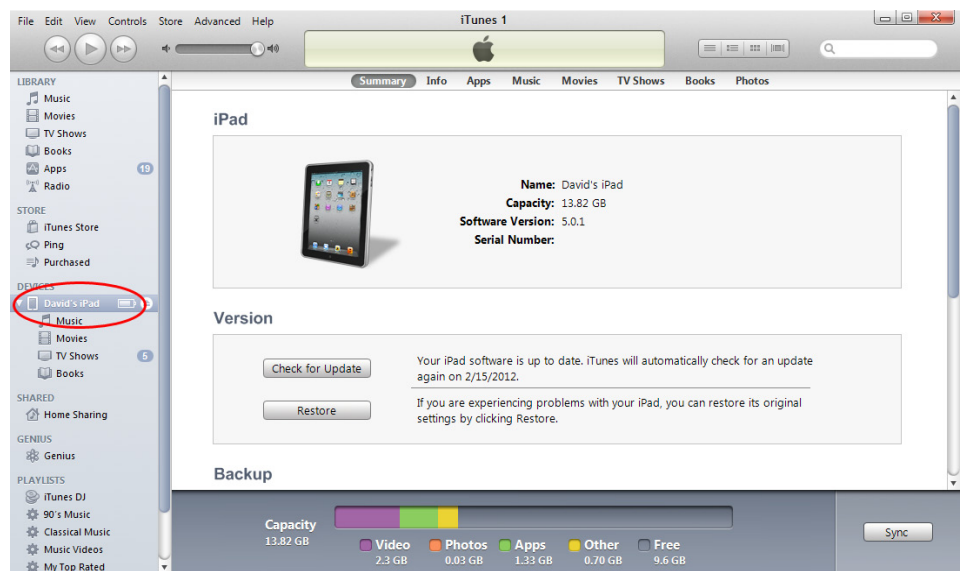 iTunes 1
File Edit View Controls Store Advanced Help
LIBRARY
Music
Movies
TV Shows
Books
Apps 19
Radio
STORE
iTunes Store
Ping
Purchased
DEVICES
David's iPad
Music
Movies
TV Shows 5
Books
SHARED
Home Sharing
GENIUS
Genius
PLAYLISTS
iTunes DJ
90's Music
Classical Music
Music Videos
My Top Rated
Summary Info Apps Music Movies TV Shows Books Photos
iPad
Name: David's iPad
Capacity: 13.82 GB
Software Version: 5.0.1
Serial Number:
Version
Check for Update
Your iPad software is up to date. iTunes will automatically check for an update
again on 2/15/2012.
Restore
If you are experiencing problems with your iPad, you can restore its original
settings by clicking Restore.
Backup
Capacity
13.82 GB
Video Photos Apps Other Free
2.3 GB 0.03 GB 1.33 GB 0.70 GB 9.6 GB
Sync